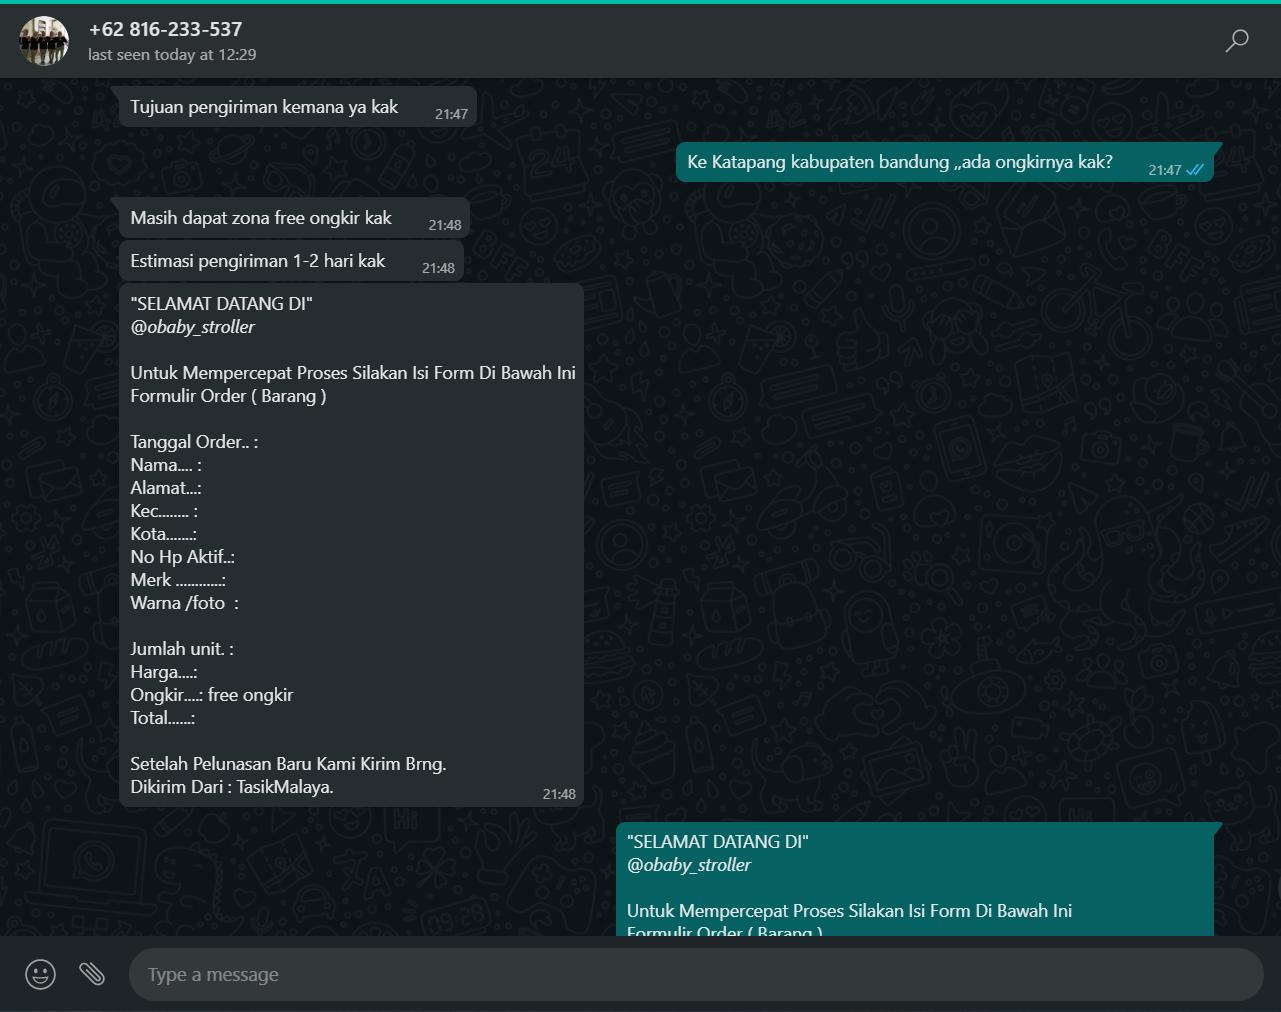 +62 816-233-537
last seen today at 12:29
Tujuan pengiriman kemana ya kak
21:47
Ke Katapang kabupaten bandung ,,ada ongkirnya kak?
21:47
Masih dapat zona free ongkir kak
21:48
Estimasi pengiriman 1-2 hari kak
21:48
"SELAMAT DATANG DI"
@obaby_stroller
Untuk Mempercepat Proses Silakan Isi Form Di Bawah Ini
Formulir Order ( Barang )
Tanggal Order.. :
Nama.... :
Alamat...:
Kec........ :
Kota.......:
No Hp Aktif..:
Merk ............:
Warna /foto  :
Jumlah unit. :
Harga....:
Ongkir....: free ongkir
Total......:
Setelah Pelunasan Baru Kami Kirim Brng.
Dikirim Dari : TasikMalaya.
21:48
"SELAMAT DATANG DI"
@obaby_stroller
Untuk Mempercepat Proses Silakan Isi Form Di Bawah Ini
Formulir Order ( Barang )
Type a message